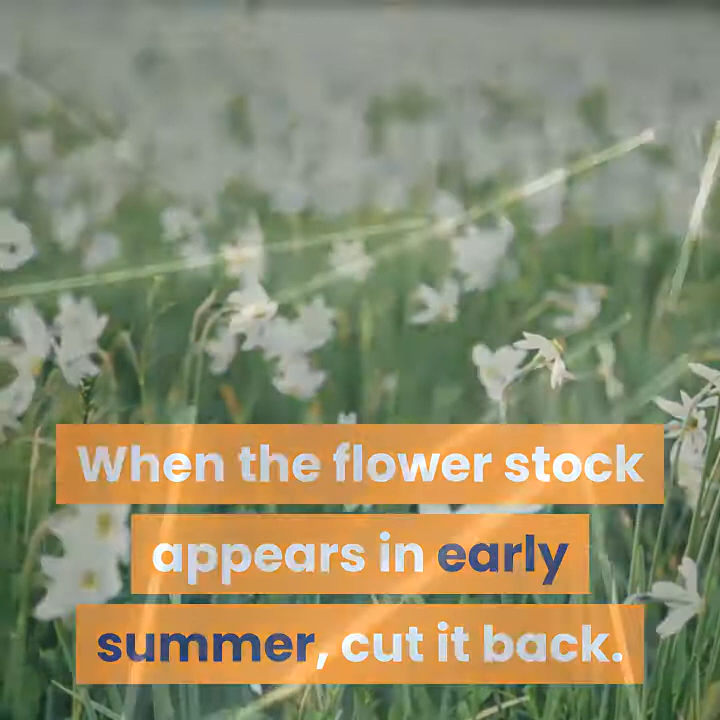 When the flower stock
appears in early
summer, cut it back.